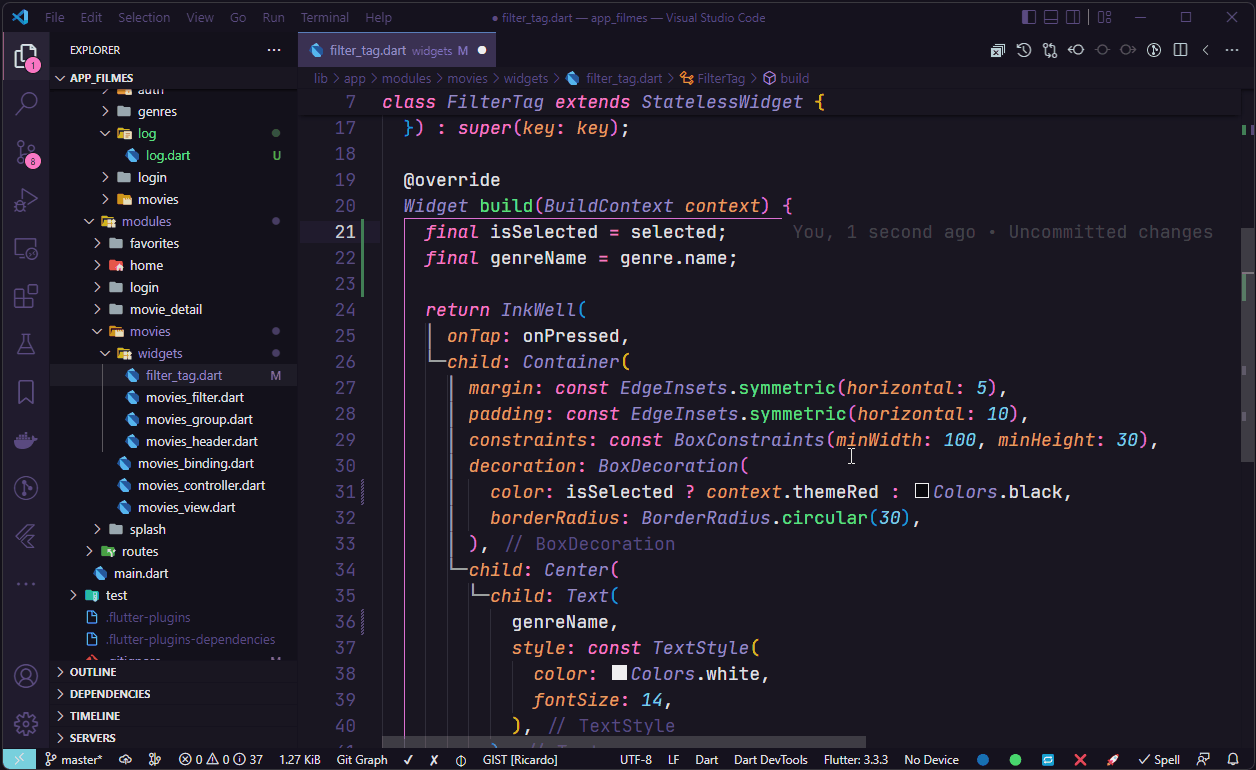 File Edit Selection View Go Run Terminal Help
● filter_tag.dart — app_filmes — Visual Studio Code
1
8
EXPLORER
APP_FILMES
auth
genres
log
log.dart U
login
movies
modules
favorites
home
login
movie_detail
movies
widgets
filter_tag.dart M
movies_filter.dart
movies_group.dart
movies_header.dart
movies_binding.dart
movies_controller.dart
movies_view.dart
splash
routes
main.dart
test
.flutter-plugins
.flutter-plugins-dependencies
.gitignore M
OUTLINE
DEPENDENCIES
TIMELINE
SERVERS
filter_tag.dart widgets M
lib > app > modules > movies > widgets > filter_tag.dart > FilterTag > build
7 class FilterTag extends StatelessWidget {
17 }) : super(key: key);
18
19 @override
20 Widget build(BuildContext context) {
21 final isSelected = selected; You, 1 second ago • Uncommitted changes
22 final genreName = genre.name;
23
24 return InkWell(
25 onTap: onPressed,
26 child: Container(
27 margin: const EdgeInsets.symmetric(horizontal: 5),
28 padding: const EdgeInsets.symmetric(horizontal: 10),
29 constraints: const BoxConstraints(minWidth: 100, minHeight: 30),
30 decoration: BoxDecoration(
31 color: isSelected ? context.themeRed : Colors.black,
32 borderRadius: BorderRadius.circular(30),
33 ), // BoxDecoration
34 child: Center(
35 child: Text(
36 genreName,
37 style: const TextStyle(
38 color: Colors.white,
39 fontSize: 14,
40 ), // TextStyle
41 ), // Text
master* 0 0 37 1.27 KiB Git Graph ✓ ✗ GIST [Ricardo] UTF-8 LF Dart Dart DevTools Flutter: 3.3.3 No Device Spell